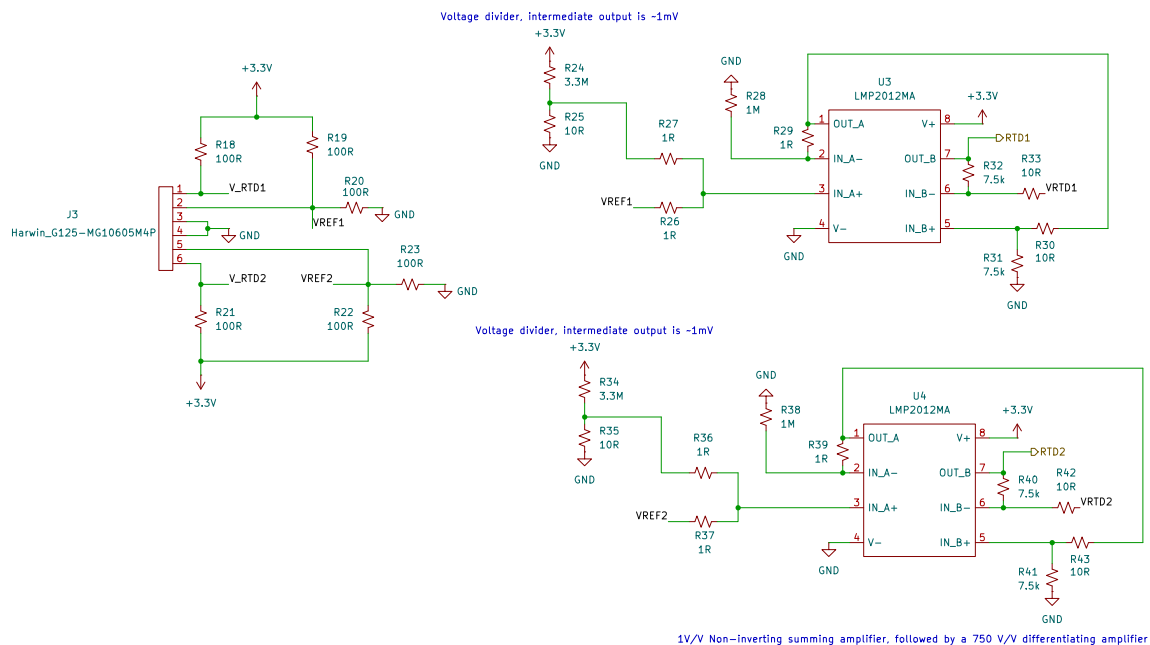 Voltage divider, intermediate output is ~1mV
+3.3V
R24
3.3M
R25
10R
GND
GND
R28
1M
R27
1R
VREF1
R26
1R
R29
1R
U3
LMP2012MA
1 OUT_A
2 IN_A-
3 IN_A+
4 V-
V+ 8
OUT_B 7
IN_B- 6
IN_B+ 5
GND
+3.3V
RTD1
R32
7.5k
R33
10R
VRTD1
R31
7.5k
R30
10R
GND
+3.3V
R18
100R
R19
100R
V_RTD1
R20
100R
GND
VREF1
J3
Harwin_G125-MG10605M4P
1
2
3
4
5
6
GND
V_RTD2
VREF2
R23
100R
GND
R21
100R
R22
100R
+3.3V
Voltage divider, intermediate output is ~1mV
+3.3V
R34
3.3M
R35
10R
GND
GND
R38
1M
R36
1R
VREF2
R37
1R
R39
1R
U4
LMP2012MA
1 OUT_A
2 IN_A-
3 IN_A+
4 V-
V+ 8
OUT_B 7
IN_B- 6
IN_B+ 5
GND
+3.3V
RTD2
R40
7.5k
R42
10R
VRTD2
R41
7.5k
R43
10R
GND
1V/V Non-inverting summing amplifier, followed by a 750 V/V differentiating amplifier